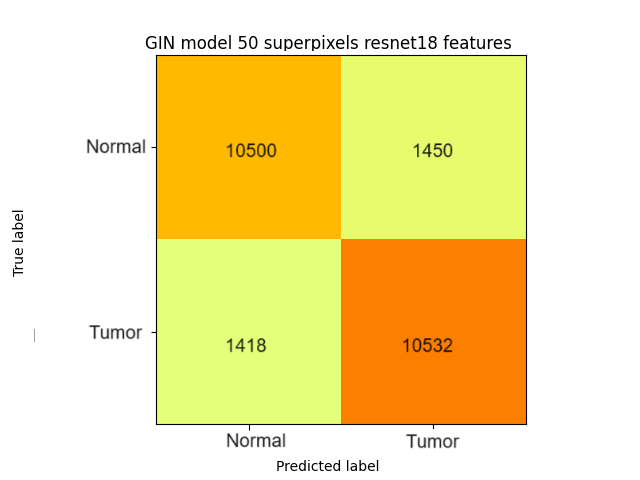 GIN model 50 superpixels resnet18 features
True label
Normal
10500 1450
Tumor
1418 10532
Normal Tumor
Predicted label